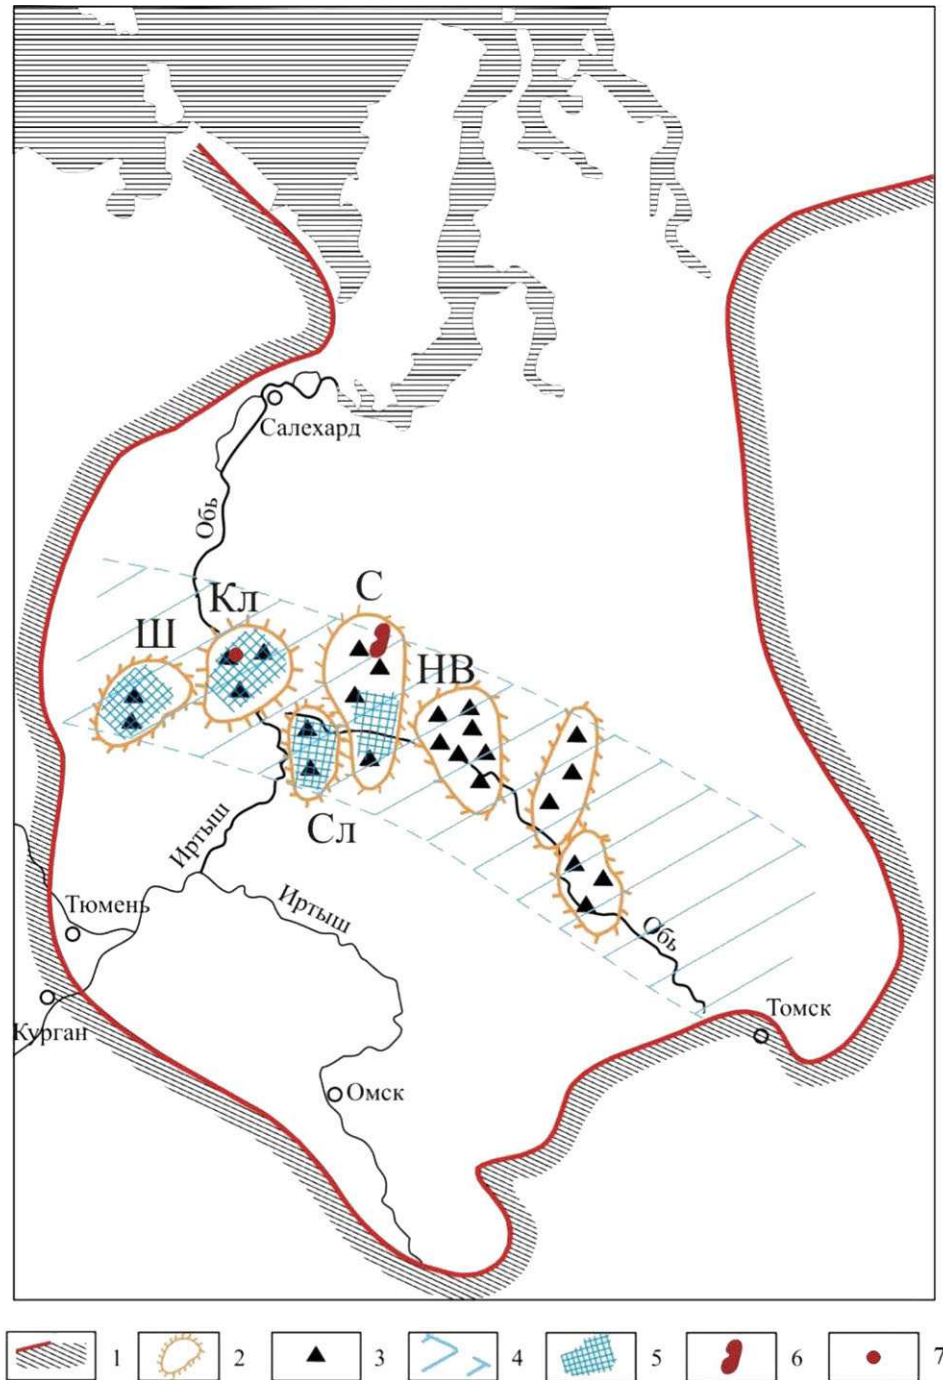 Салехард
Обь
С
Кл
Ш
НВ
Сл
Иртыш
Иртыш
Тюмень
Обь
Томск
Курган
Омск
1 2 3 4 5 6 7